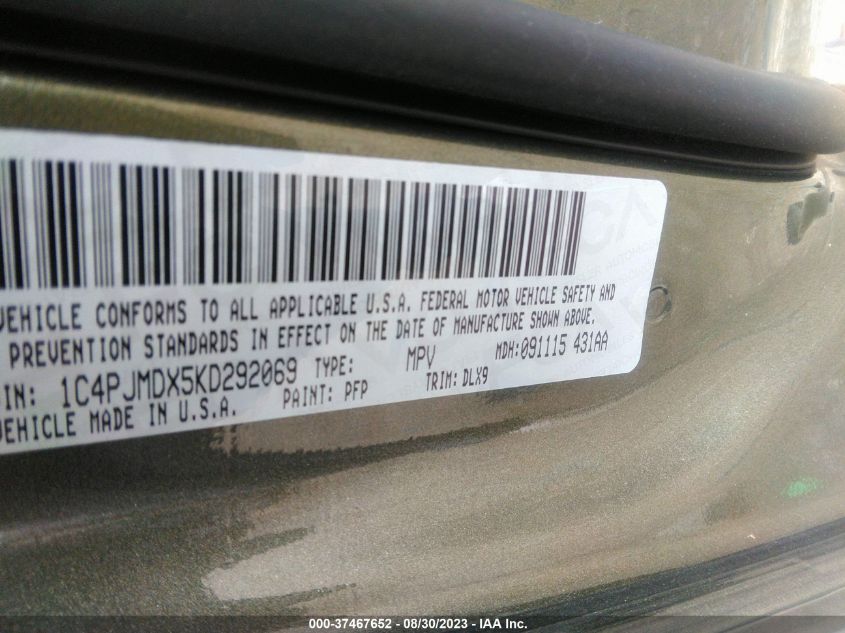 VEHICLE CONFORMS TO ALL APPLICABLE U.S.A. FEDERAL MOTOR VEHICLE SAFETY AND
PREVENTION STANDARDS IN EFFECT ON THE DATE OF MANUFACTURE SHOWN ABOVE.
IN: 1C4PJMDX5KD292069 TYPE: MPV MDH:091115 431AA
VEHICLE MADE IN U.S.A. PAINT: PFP TRIM: DLX9
000-37467652 / 08/30/2023 - IAA Inc.